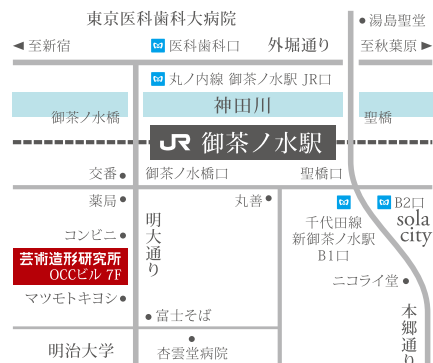 東京医科歯科大病院
湯島聖堂
至新宿
医科歯科口
外堀通り
至秋葉原
丸ノ内線 御茶ノ水駅 JR口
神田川
御茶ノ水橋
聖橋
JR 御茶ノ水駅
交番
御茶ノ水橋口
聖橋口
薬局
丸善
B2口
明大通り
千代田線
新御茶ノ水駅
B1口
sola
city
コンビニ
芸術造形研究所
OCCビル 7F
ニコライ堂
マツモトキヨシ
富士そば
本郷通り
明治大学
杏雲堂病院